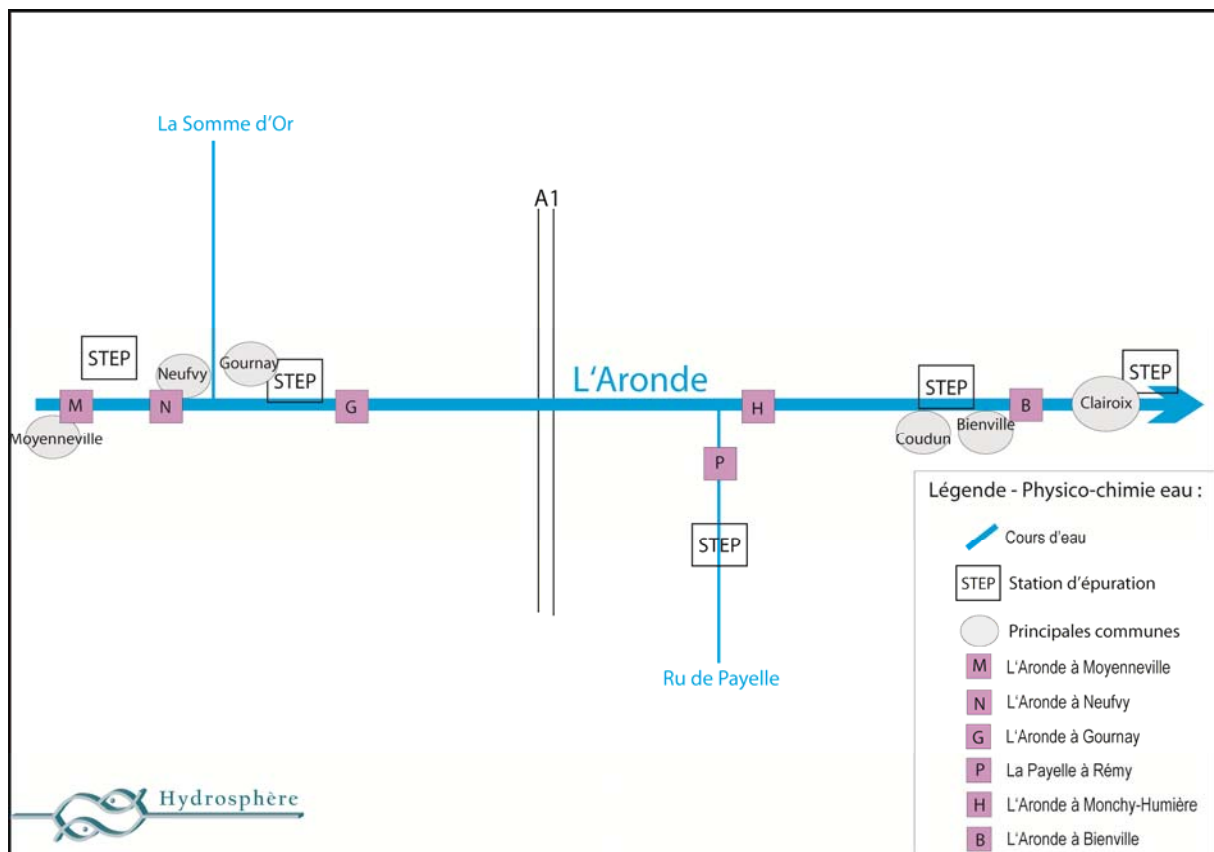 La Somme d'Or
A1
STEP
Neufvy
Gournay
STEP
L'Aronde
STEP
STEP
M
N
G
H
B
Clairoix
Moyenneville
Coudun
Bienville
P
STEP
Ru de Payelle
Légende - Physico-chimie eau :
Cours d'eau
STEP Station d'épuration
Principales communes
M L'Aronde à Moyenneville
N L'Aronde à Neufvy
G L'Aronde à Gournay
P La Payelle à Rémy
H L'Aronde à Monchy-Humière
B L'Aronde à Bienville
Hydrosphère